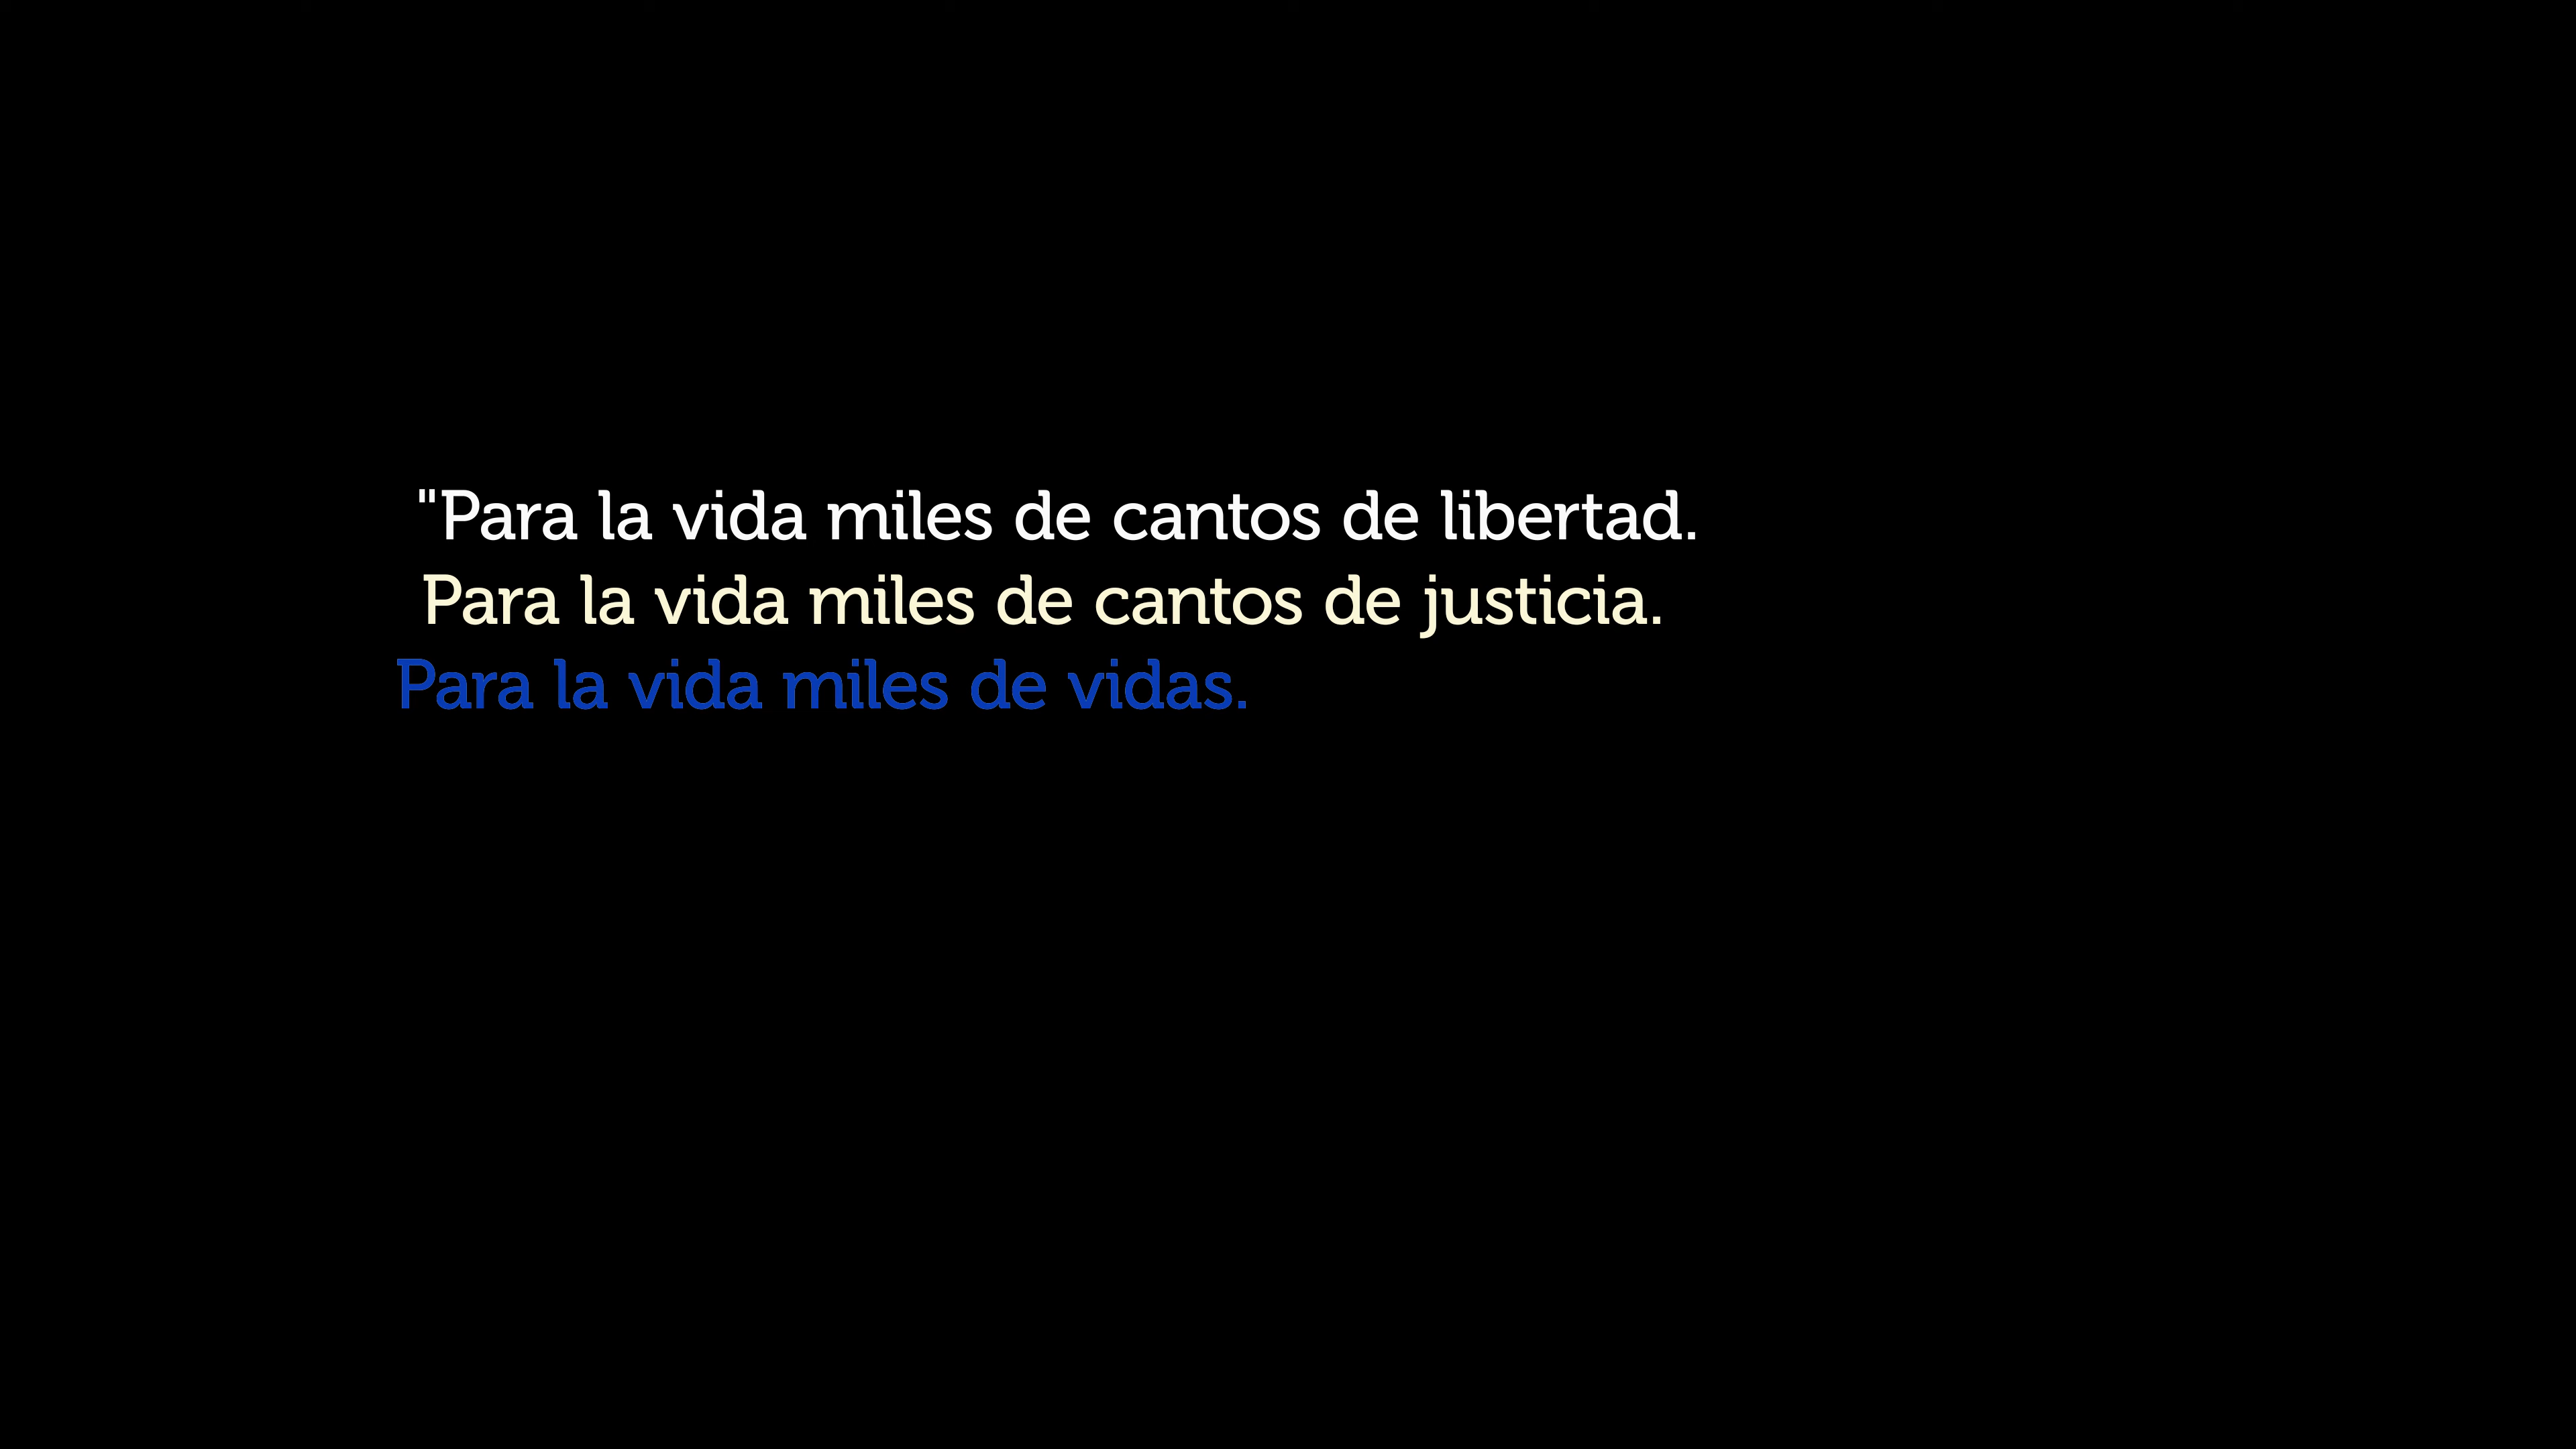 "Para la vida miles de cantos de libertad.
Para la vida miles de cantos de justicia.
Para la vida miles de vidas.